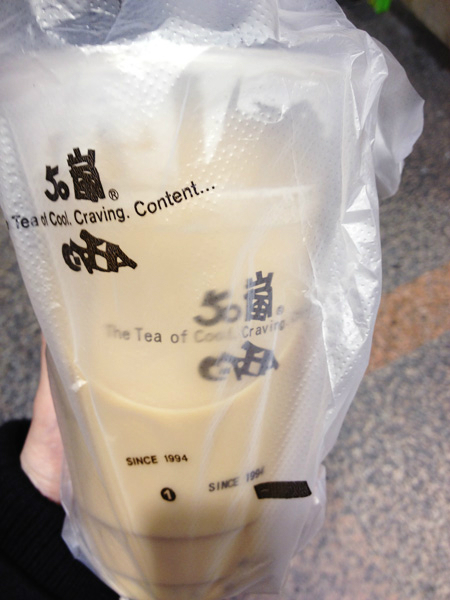 50嵐®
Tea of Cool. Craving. Content...
50嵐®
The Tea of Cool. Craving.
SINCE 1994
SINCE 1994
1